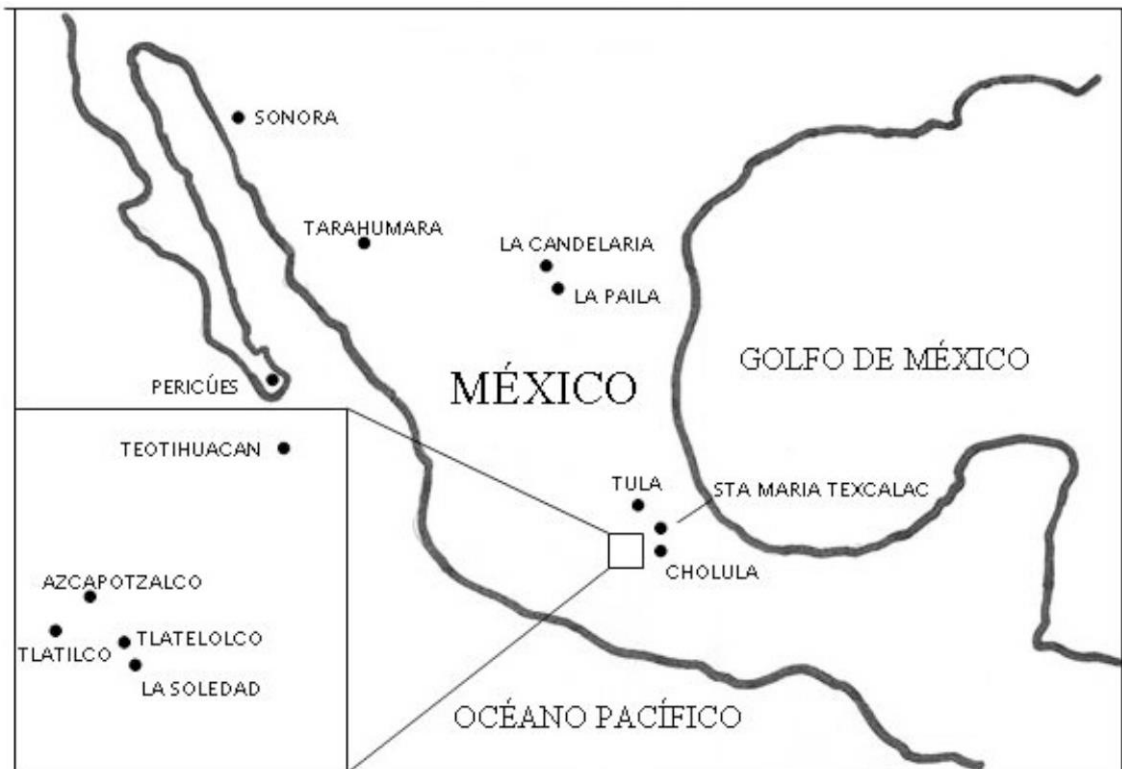 SONORA
TARAHUMARA
LA CANDELARIA
LA PAILA
GOLFO DE MÉXICO
PERICÚES
MÉXICO
TEOTIHUACAN
TULA
STA MARIA TEXCALAC
CHOLULA
AZCAPOTZALCO
TLATELOLCO
TLATILCO
LA SOLEDAD
OCÉANO PACÍFICO